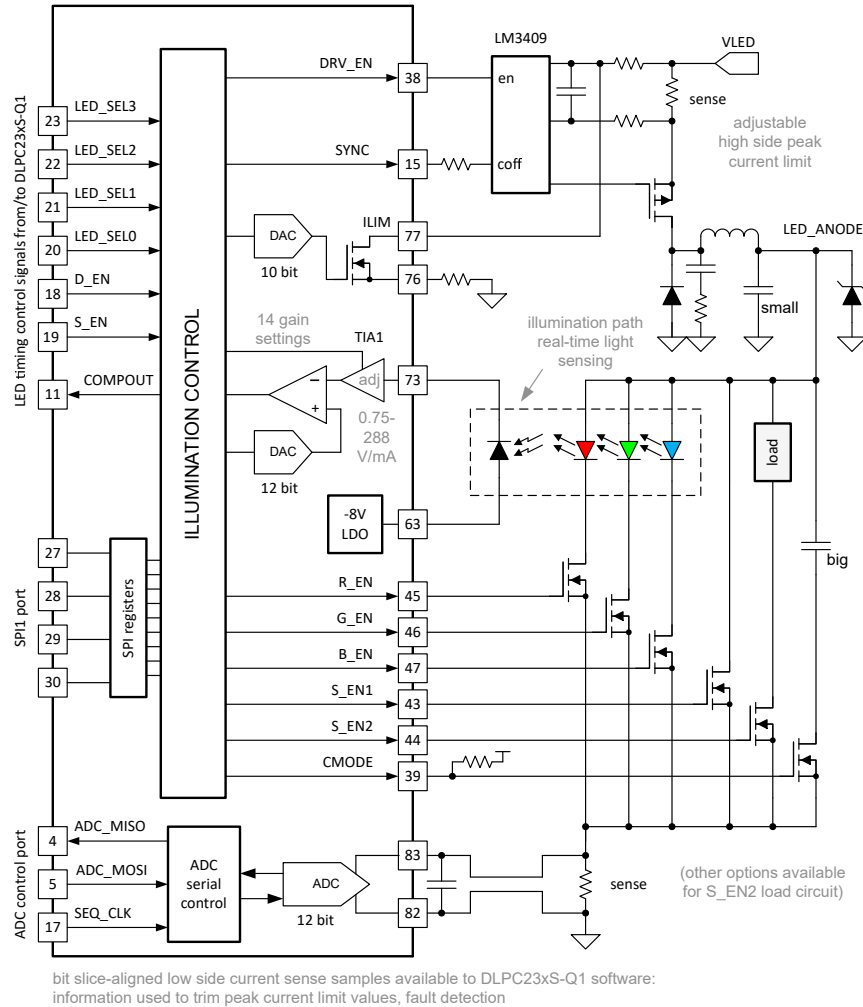 LM3409
VLED
DRV_EN
38
en
LED timing control signals from/to DLPC23xS-Q1
ILLUMINATION CONTROL
23
LED_SEL3
sense
adjustable
high side peak
current limit
22
LED_SEL2
SYNC
15
coff
21
LED_SEL1
20
LED_SEL0
DAC
10 bit
ILIM
77
LED_ANODE
18
D_EN
76
19
S_EN
small
14 gain
settings
TIA1
illumination path
real-time light
sensing
11
COMPOUT
−
+
adj
73
0.75-
288
V/mA
DAC
12 bit
load
-8V
LDO
63
big
SPI1 port
27
28
29
30
SPI registers
R_EN
45
G_EN
46
B_EN
47
S_EN1
43
S_EN2
44
CMODE
39
ADC control port
4
ADC_MISO
5
ADC_MOSI
17
SEQ_CLK
ADC
serial
control
ADC
12 bit
83
82
sense
(other options available
for S_EN2 load circuit)
bit slice-aligned low side current sense samples available to DLPC23xS-Q1 software:
information used to trim peak current limit values, fault detection